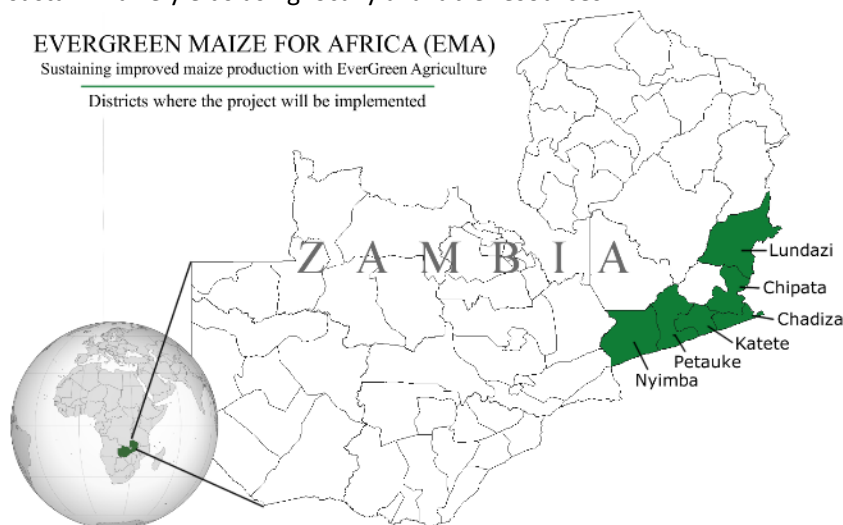 EVERGREEN MAIZE FOR AFRICA (EMA)
Sustaining improved maize production with EverGreen Agriculture
Districts where the project will be implemented
ZAMBIA
Lundazi
Chipata
Chadiza
Katete
Petauke
Nyimba